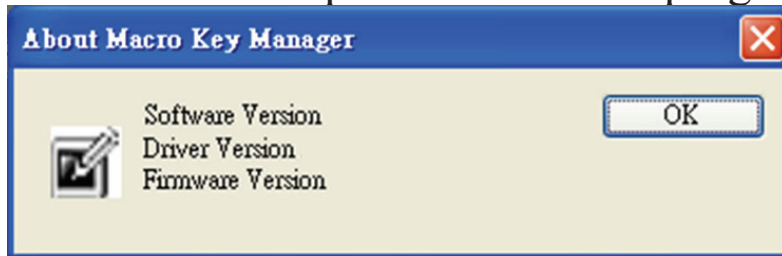 About Macro Key Manager
Software Version
OK
Driver Version
Firmware Version